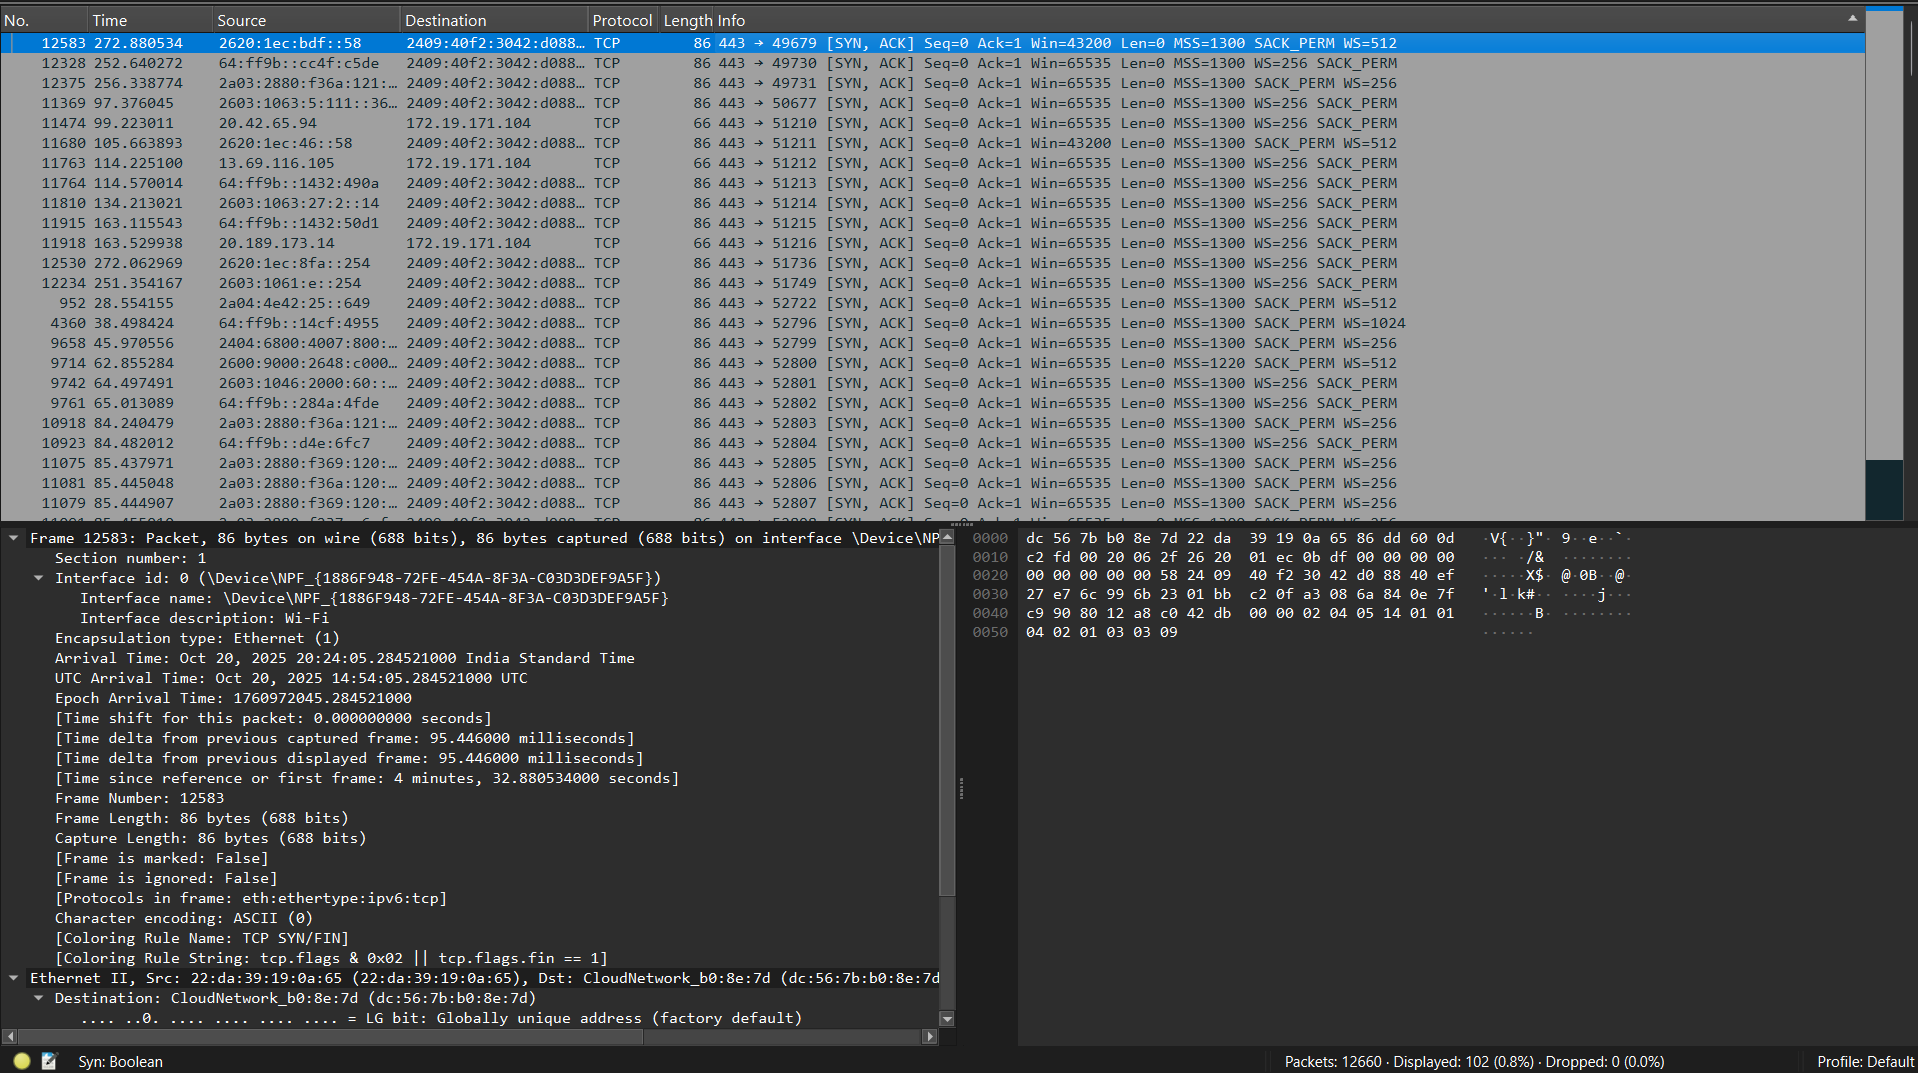 No. Time Source Destination Protocol Length Info
12583 272.880534 2620:1ec:bdf::58 2409:40f2:3042:d088… TCP 86 443 → 49679 [SYN, ACK] Seq=0 Ack=1 Win=43200 Len=0 MSS=1300 SACK_PERM WS=512
12328 252.640272 64:ff9b::cc4f:c5de 2409:40f2:3042:d088… TCP 86 443 → 49730 [SYN, ACK] Seq=0 Ack=1 Win=65535 Len=0 MSS=1300 WS=256 SACK_PERM
12375 256.338774 2a03:2880:f36a:121:… 2409:40f2:3042:d088… TCP 86 443 → 49731 [SYN, ACK] Seq=0 Ack=1 Win=65535 Len=0 MSS=1300 SACK_PERM WS=256
11369 97.376045 2603:1063:5:111::36… 2409:40f2:3042:d088… TCP 86 443 → 50677 [SYN, ACK] Seq=0 Ack=1 Win=65535 Len=0 MSS=1300 WS=256 SACK_PERM
11474 99.223011 20.42.65.94 172.19.171.104 TCP 66 443 → 51210 [SYN, ACK] Seq=0 Ack=1 Win=65535 Len=0 MSS=1300 WS=256 SACK_PERM
11680 105.663893 2620:1ec:46::58 2409:40f2:3042:d088… TCP 86 443 → 51211 [SYN, ACK] Seq=0 Ack=1 Win=43200 Len=0 MSS=1300 SACK_PERM WS=512
11763 114.225100 13.69.116.105 172.19.171.104 TCP 66 443 → 51212 [SYN, ACK] Seq=0 Ack=1 Win=65535 Len=0 MSS=1300 WS=256 SACK_PERM
11764 114.570014 64:ff9b::1432:490a 2409:40f2:3042:d088… TCP 86 443 → 51213 [SYN, ACK] Seq=0 Ack=1 Win=65535 Len=0 MSS=1300 WS=256 SACK_PERM
11810 134.213021 2603:1063:27:2::14 2409:40f2:3042:d088… TCP 86 443 → 51214 [SYN, ACK] Seq=0 Ack=1 Win=65535 Len=0 MSS=1300 WS=256 SACK_PERM
11915 163.115543 64:ff9b::1432:50d1 2409:40f2:3042:d088… TCP 86 443 → 51215 [SYN, ACK] Seq=0 Ack=1 Win=65535 Len=0 MSS=1300 WS=256 SACK_PERM
11918 163.529938 20.189.173.14 172.19.171.104 TCP 66 443 → 51216 [SYN, ACK] Seq=0 Ack=1 Win=65535 Len=0 MSS=1300 WS=256 SACK_PERM
12530 272.062969 2620:1ec:8fa::254 2409:40f2:3042:d088… TCP 86 443 → 51736 [SYN, ACK] Seq=0 Ack=1 Win=65535 Len=0 MSS=1300 WS=256 SACK_PERM
12234 251.354167 2603:1061:e::254 2409:40f2:3042:d088… TCP 86 443 → 51749 [SYN, ACK] Seq=0 Ack=1 Win=65535 Len=0 MSS=1300 WS=256 SACK_PERM
952 28.554155 2a04:4e42:25::649 2409:40f2:3042:d088… TCP 86 443 → 52722 [SYN, ACK] Seq=0 Ack=1 Win=65535 Len=0 MSS=1300 SACK_PERM WS=512
4360 38.498424 64:ff9b::14cf:4955 2409:40f2:3042:d088… TCP 86 443 → 52796 [SYN, ACK] Seq=0 Ack=1 Win=65535 Len=0 MSS=1300 SACK_PERM WS=1024
9658 45.970556 2404:6800:4007:800:… 2409:40f2:3042:d088… TCP 86 443 → 52799 [SYN, ACK] Seq=0 Ack=1 Win=65535 Len=0 MSS=1300 SACK_PERM WS=256
9714 62.855284 2600:9000:2648:c000… 2409:40f2:3042:d088… TCP 86 443 → 52800 [SYN, ACK] Seq=0 Ack=1 Win=65535 Len=0 MSS=1220 SACK_PERM WS=512
9742 64.497491 2603:1046:2000:60::… 2409:40f2:3042:d088… TCP 86 443 → 52801 [SYN, ACK] Seq=0 Ack=1 Win=65535 Len=0 MSS=1300 WS=256 SACK_PERM
9761 65.013089 64:ff9b::284a:4fde 2409:40f2:3042:d088… TCP 86 443 → 52802 [SYN, ACK] Seq=0 Ack=1 Win=65535 Len=0 MSS=1300 WS=256 SACK_PERM
10918 84.240479 2a03:2880:f36a:121:… 2409:40f2:3042:d088… TCP 86 443 → 52803 [SYN, ACK] Seq=0 Ack=1 Win=65535 Len=0 MSS=1300 SACK_PERM WS=256
10923 84.482012 64:ff9b::d4e:6fc7 2409:40f2:3042:d088… TCP 86 443 → 52804 [SYN, ACK] Seq=0 Ack=1 Win=65535 Len=0 MSS=1300 WS=256 SACK_PERM
11075 85.437971 2a03:2880:f369:120:… 2409:40f2:3042:d088… TCP 86 443 → 52805 [SYN, ACK] Seq=0 Ack=1 Win=65535 Len=0 MSS=1300 SACK_PERM WS=256
11081 85.445048 2a03:2880:f36a:120:… 2409:40f2:3042:d088… TCP 86 443 → 52806 [SYN, ACK] Seq=0 Ack=1 Win=65535 Len=0 MSS=1300 SACK_PERM WS=256
11079 85.444907 2a03:2880:f369:120:… 2409:40f2:3042:d088… TCP 86 443 → 52807 [SYN, ACK] Seq=0 Ack=1 Win=65535 Len=0 MSS=1300 SACK_PERM WS=256
Frame 12583: Packet, 86 bytes on wire (688 bits), 86 bytes captured (688 bits) on interface \Device\NP
Section number: 1
Interface id: 0 (\Device\NPF_{1886F948-72FE-454A-8F3A-C03D3DEF9A5F})
Interface name: \Device\NPF_{1886F948-72FE-454A-8F3A-C03D3DEF9A5F}
Interface description: Wi-Fi
Encapsulation type: Ethernet (1)
Arrival Time: Oct 20, 2025 20:24:05.284521000 India Standard Time
UTC Arrival Time: Oct 20, 2025 14:54:05.284521000 UTC
Epoch Arrival Time: 1760972045.284521000
[Time shift for this packet: 0.000000000 seconds]
[Time delta from previous captured frame: 95.446000 milliseconds]
[Time delta from previous displayed frame: 95.446000 milliseconds]
[Time since reference or first frame: 4 minutes, 32.880534000 seconds]
Frame Number: 12583
Frame Length: 86 bytes (688 bits)
Capture Length: 86 bytes (688 bits)
[Frame is marked: False]
[Frame is ignored: False]
[Protocols in frame: eth:ethertype:ipv6:tcp]
Character encoding: ASCII (0)
[Coloring Rule Name: TCP SYN/FIN]
[Coloring Rule String: tcp.flags & 0x02 || tcp.flags.fin == 1]
Ethernet II, Src: 22:da:39:19:0a:65 (22:da:39:19:0a:65), Dst: CloudNetwork_b0:8e:7d (dc:56:7b:b0:8e:7d
Destination: CloudNetwork_b0:8e:7d (dc:56:7b:b0:8e:7d)
.... ..0. .... .... .... .... = LG bit: Globally unique address (factory default)
0000 dc 56 7b b0 8e 7d 22 da 39 19 0a 65 86 dd 60 0d ·V{··}"· 9··e··`·
0010 c2 fd 00 20 06 2f 26 20 01 ec 0b df 00 00 00 00 ··· ·/& ········
0020 00 00 00 00 00 58 24 09 40 f2 30 42 d0 88 40 ef ·····X$· @·0B··@·
0030 27 e7 6c 99 6b 23 01 bb c2 0f a3 08 6a 84 0e 7f '·l·k#·· ····j···
0040 c9 90 80 12 a8 c0 42 db 00 00 02 04 05 14 01 01 ······B· ········
0050 04 02 01 03 03 09 ······
Syn: Boolean
Packets: 12660 · Displayed: 102 (0.8%) · Dropped: 0 (0.0%)
Profile: Default